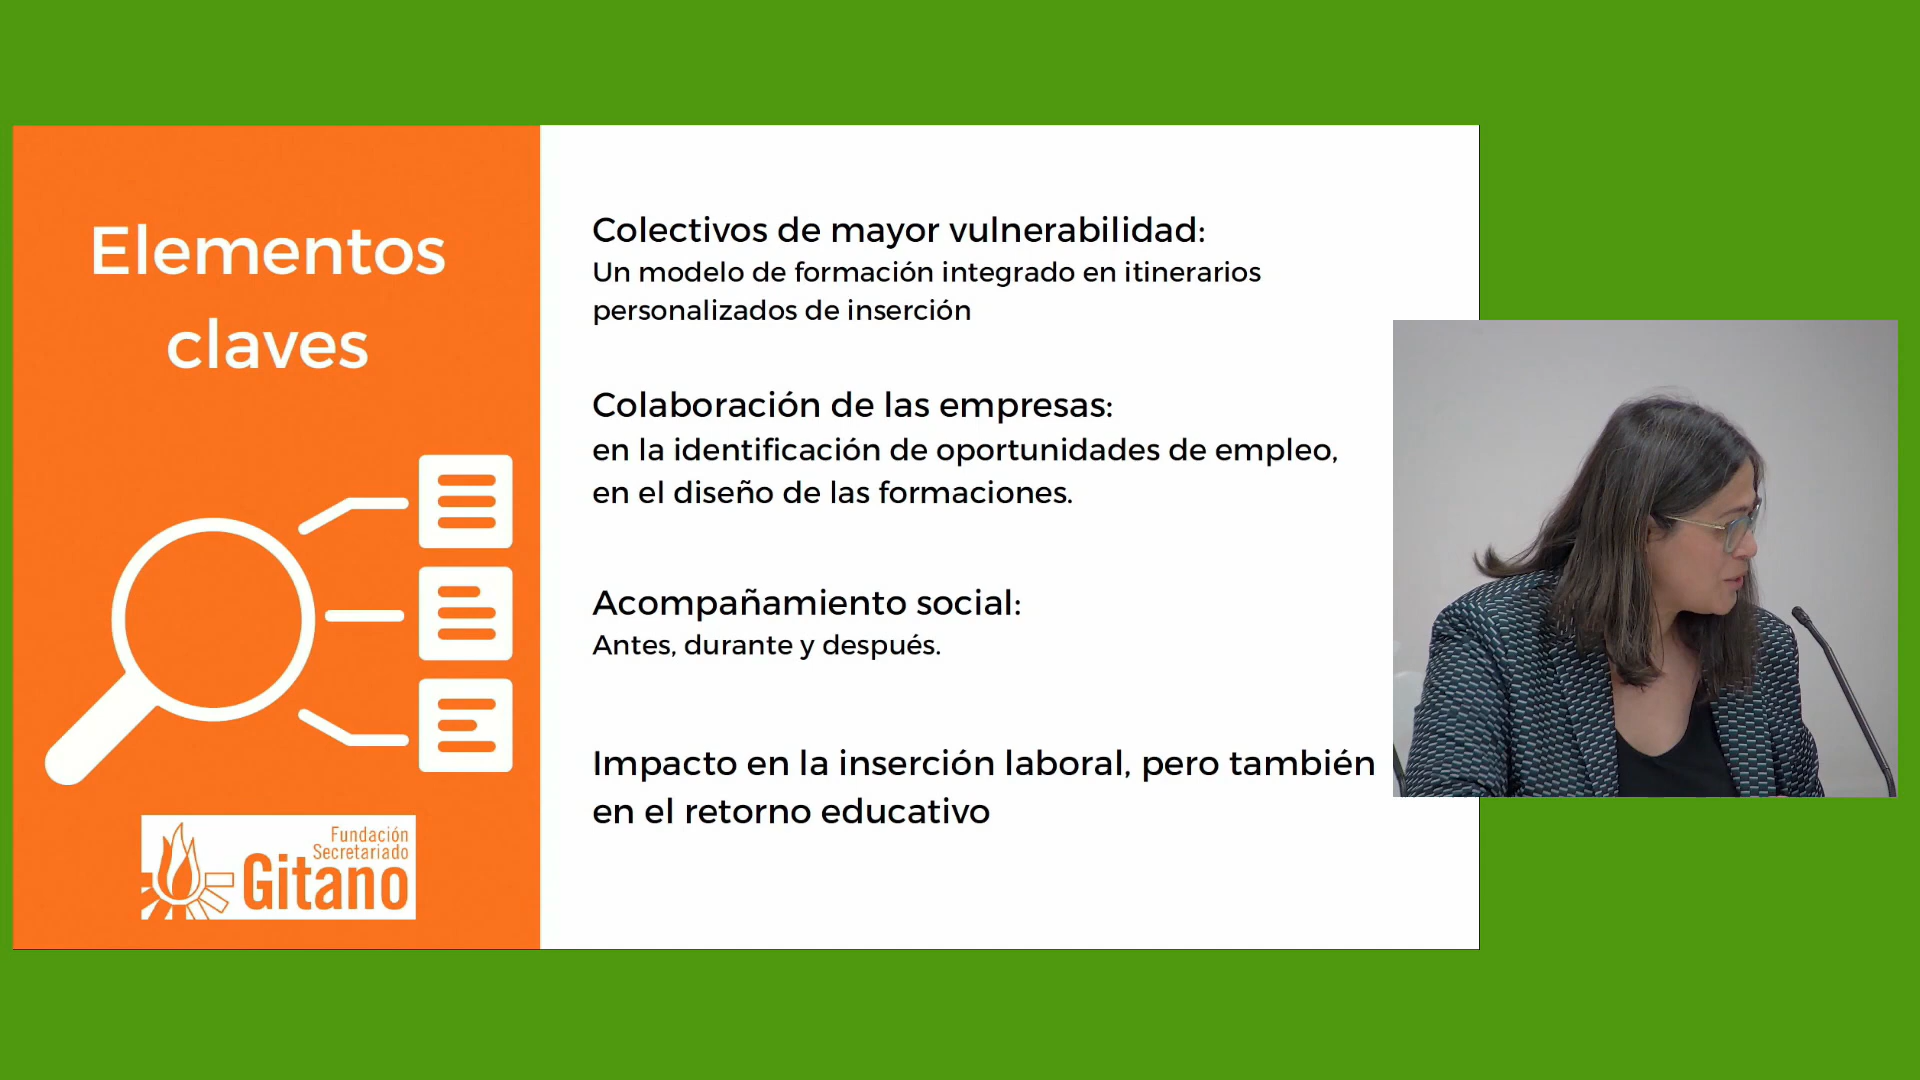 Elementos
claves
Fundación
Secretariado
Gitano
Colectivos de mayor vulnerabilidad:
Un modelo de formación integrado en itinerarios
personalizados de inserción
Colaboración de las empresas:
en la identificación de oportunidades de empleo,
en el diseño de las formaciones.
Acompañamiento social:
Antes, durante y después.
Impacto en la inserción laboral, pero también
en el retorno educativo